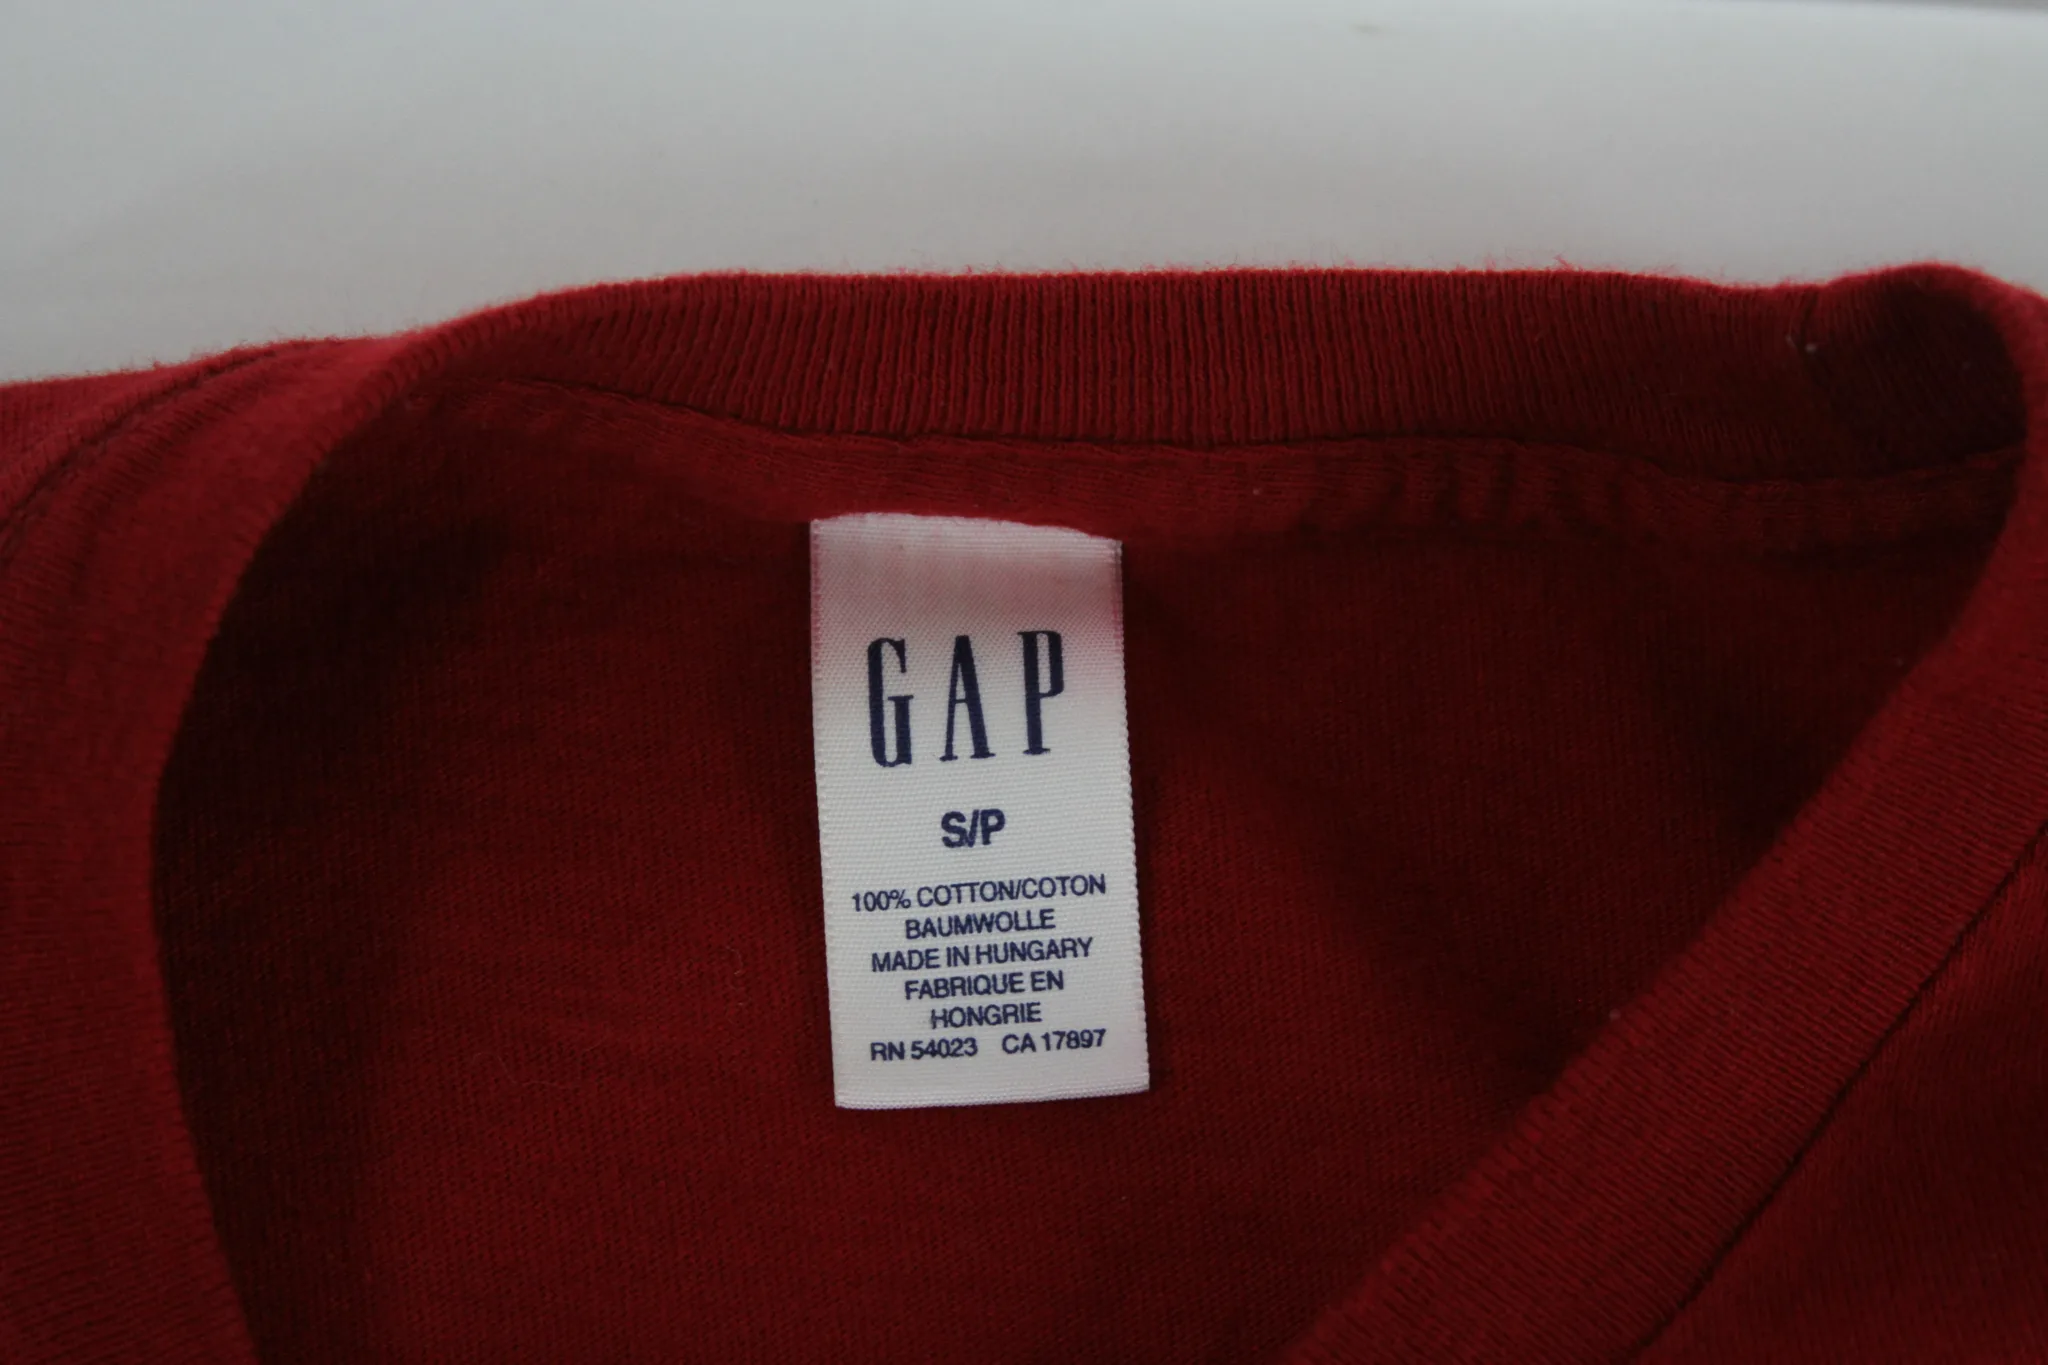 GAP
S/P
100% COTTON/COTON
BAUMWOLLE
MADE IN HUNGARY
FABRIQUE EN
HONGRIE
RN 54023 CA 17897